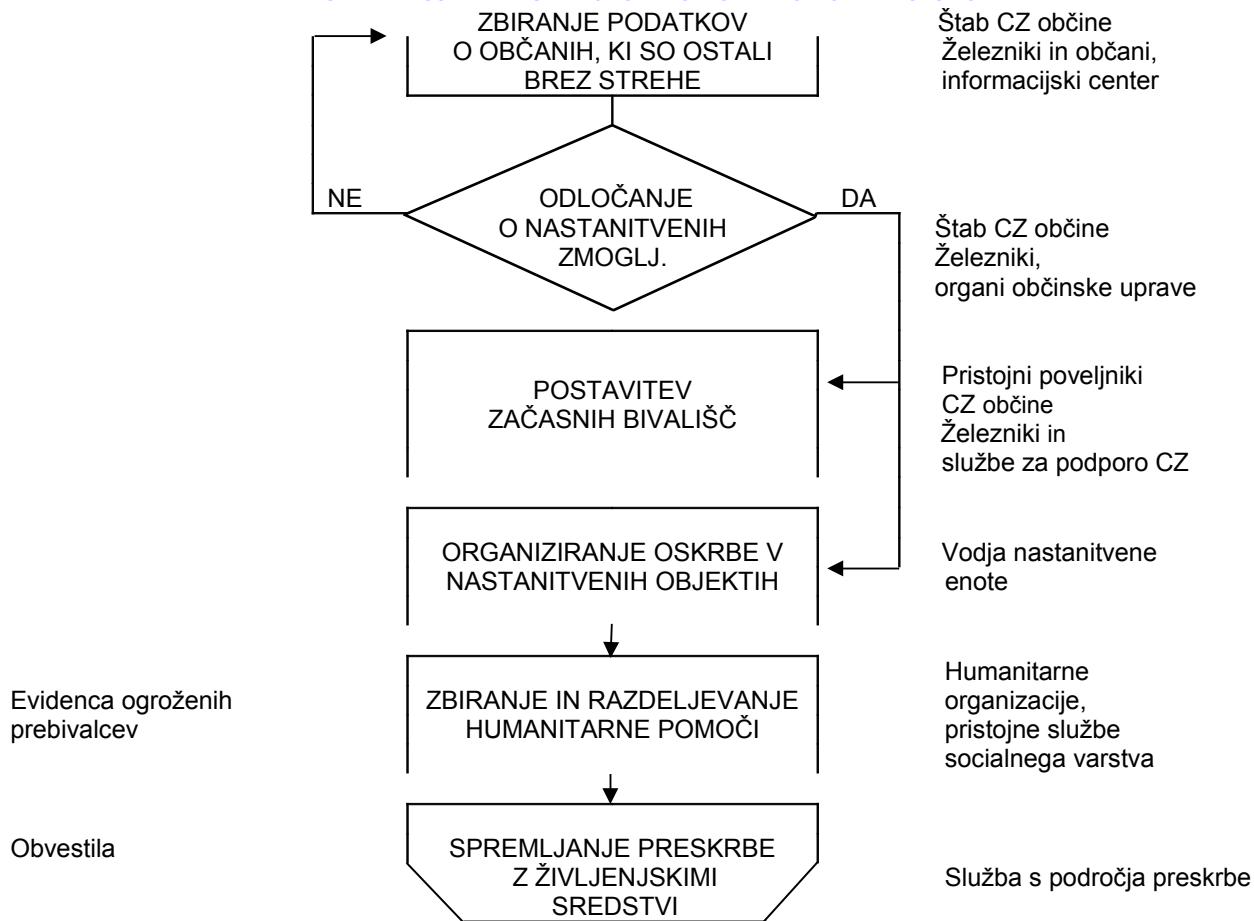 ZBIRANJE PODATKOV
O OBČANIH, KI SO OSTALI
BREZ STREHE
Štab CZ občine
Železniki in občani,
informacijski center
NE
ODLOČANJE
O NASTANITVENIH
ZMOGLJ.
DA
Štab CZ občine
Železniki,
organi občinske uprave
POSTAVITEV
ZAČASNIH BIVALIŠČ
Pristojni poveljniki
CZ občine
Železniki in
službe za podporo CZ
ORGANIZIRANJE OSKRBE V
NASTANITVENIH OBJEKTIH
Vodja nastanitvene
enote
Evidenca ogroženih
prebivalcev
ZBIRANJE IN RAZDELJEVANJE
HUMANITARNE POMOČI
Humanitarne
organizacije,
pristojne službe
socialnega varstva
Obvestila
SPREMLJANJE PRESKRBE
Z ŽIVLJENJSKIMI
SREDSTVI
Služba s področja preskrbe